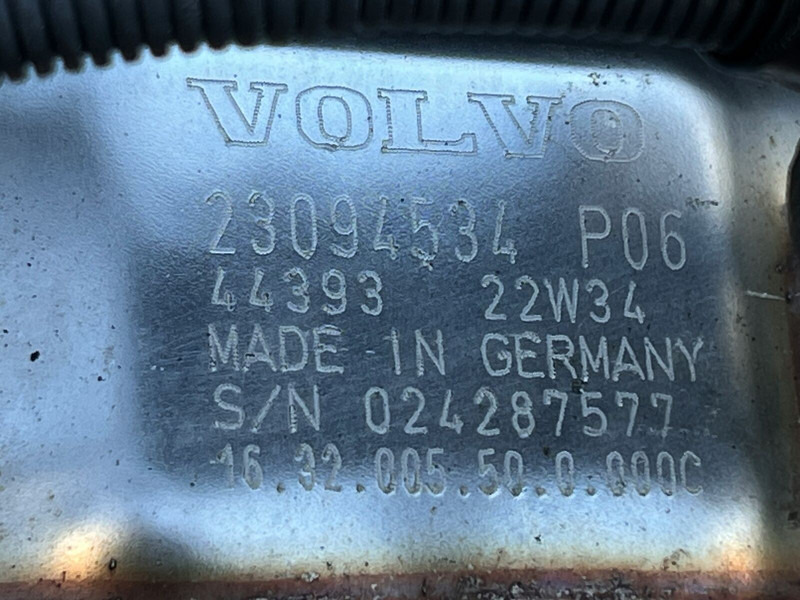 VOLVO
23094534 P06
44393 22W34
MADE IN GERMANY
S/N 024287577
16.32.005.50.0.000C